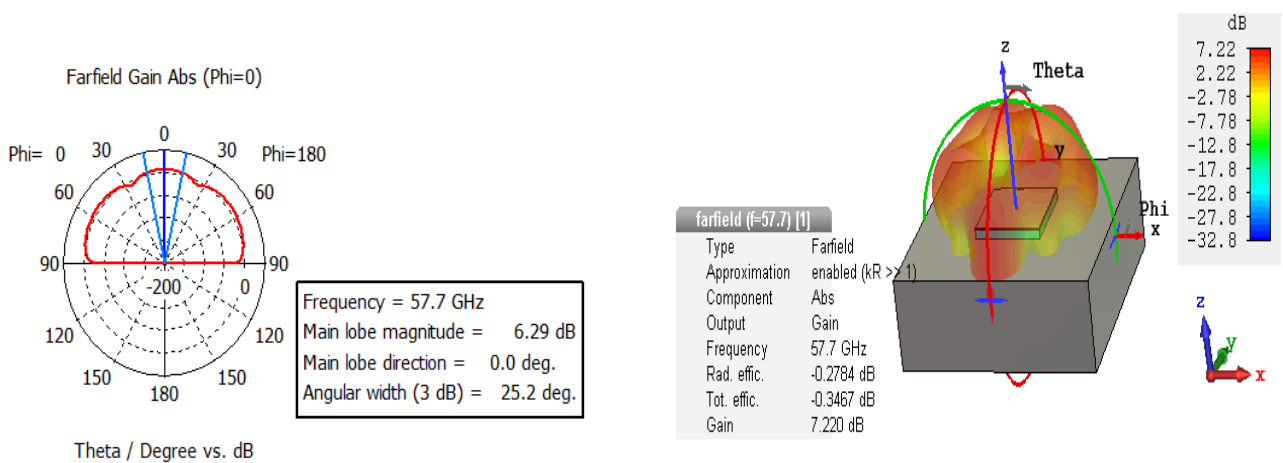 Farfield Gain Abs (Phi=0)
0
Phi= 0 30 30 Phi=180
60 60
90 90
-200 0
120 120
150 150
180
Theta / Degree vs. dB
Frequency = 57.7 GHz
Main lobe magnitude = 6.29 dB
Main lobe direction = 0.0 deg.
Angular width (3 dB) = 25.2 deg.
farfield (f=57.7) [1]
Type Farfield
Approximation enabled (kR >> 1)
Component Abs
Output Gain
Frequency 57.7 GHz
Rad. effic. -0.2784 dB
Tot. effic. -0.3467 dB
Gain 7.220 dB
z
Theta
y
Phi
x
dB
7.22
2.22
-2.78
-7.78
-12.8
-17.8
-22.8
-27.8
-32.8
z
y
x